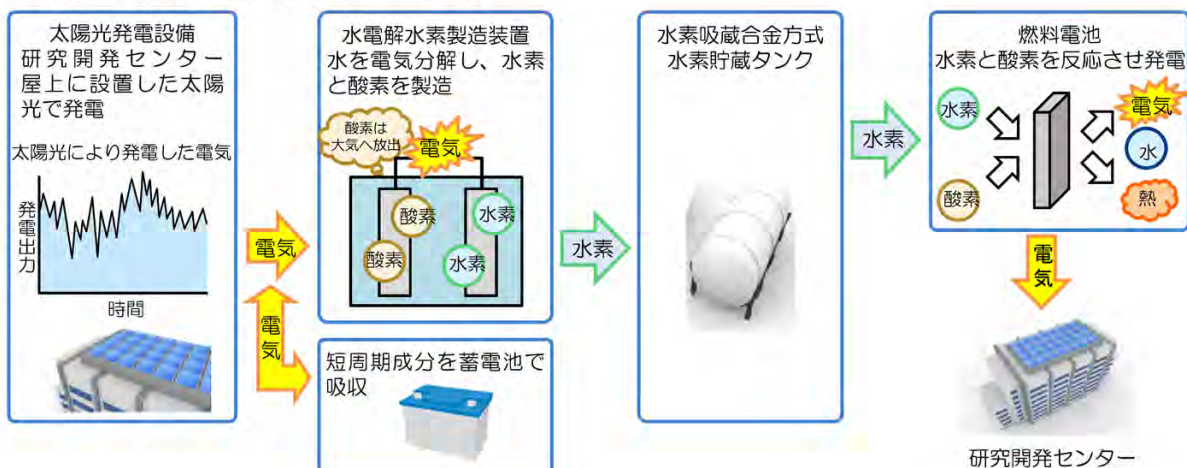 太陽光発電設備
研究開発センター
屋上に設置した太陽
光で発電
太陽光により発電した電気
発電出力
時間
電気
電気
水電解水素製造装置
水を電気分解し、水素
と酸素を製造
酸素は
大気へ放出
電気
酸素
水素
酸素
水素
短周期成分を蓄電池で
吸収
水素
水素吸蔵合金方式
水素貯蔵タンク
水素
燃料電池
水素と酸素を反応させ発電
水素
酸素
電気
水
熱
電気
研究開発センター